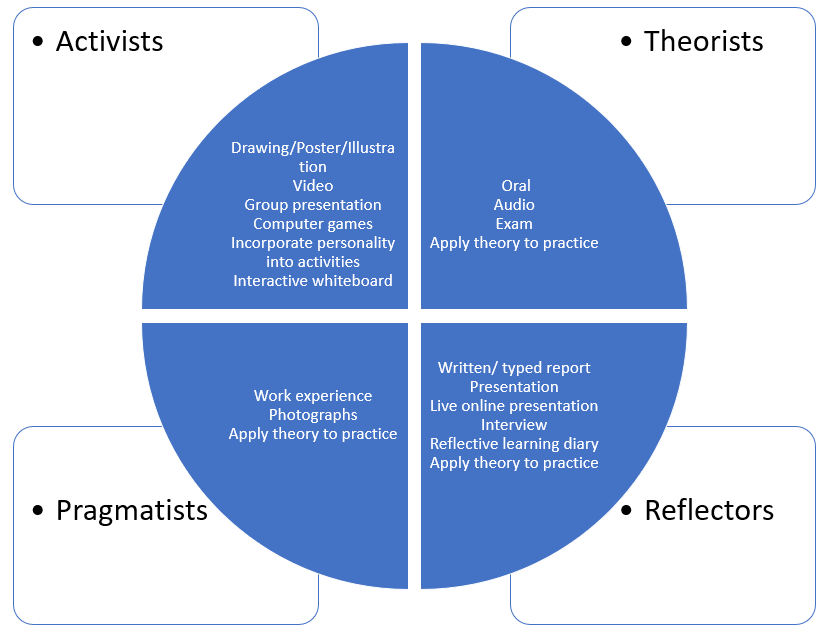 • Activists
Drawing/Poster/Illustra
tion
Video
Group presentation
Computer games
Incorporate personality
into activities
Interactive whiteboard
• Theorists
Oral
Audio
Exam
Apply theory to practice
Work experience
Photographs
Apply theory to practice
• Pragmatists
Written/ typed report
Presentation
Live online presentation
Interview
Reflective learning diary
Apply theory to practice
• Reflectors